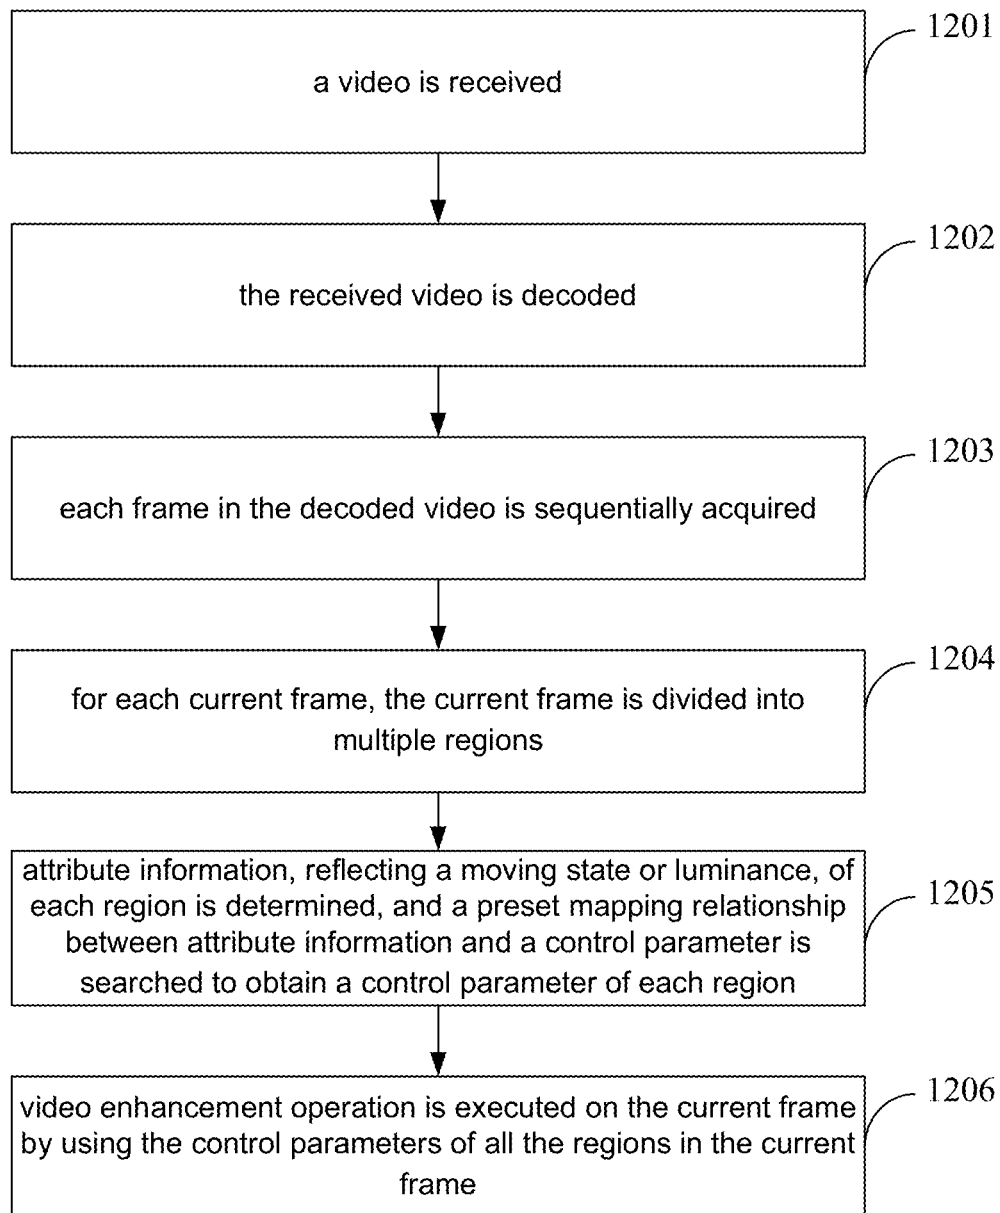 1201
a video is received
1202
the received video is decoded
1203
each frame in the decoded video is sequentially acquired
1204
for each current frame, the current frame is divided into
multiple regions
1205
attribute information, reflecting a moving state or luminance, of
each region is determined, and a preset mapping relationship
between attribute information and a control parameter is
searched to obtain a control parameter of each region
1206
video enhancement operation is executed on the current frame
by using the control parameters of all the regions in the current
frame